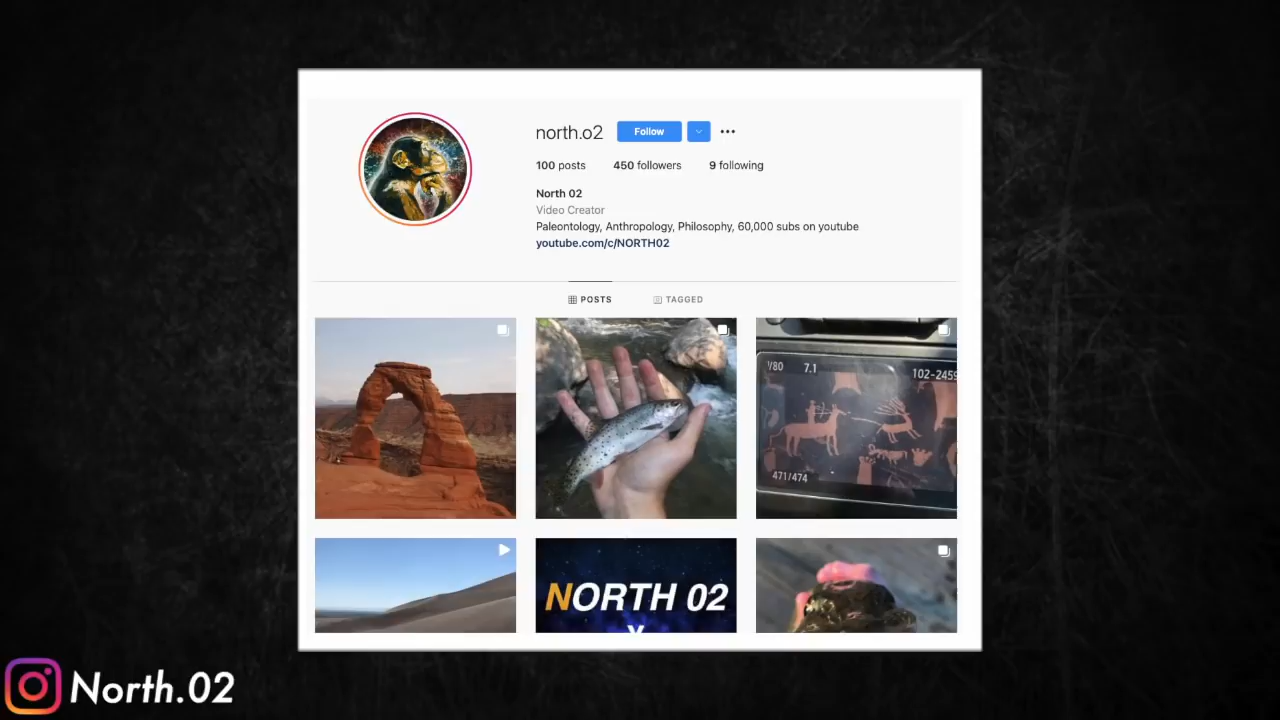 north.o2 Follow
100 posts 450 followers 9 following
North 02
Video Creator
Paleontology, Anthropology, Philosophy, 60,000 subs on youtube
youtube.com/c/NORTH02
POSTS TAGGED
1/80 7.1 102-2459
471/474
NORTH 02
North.02